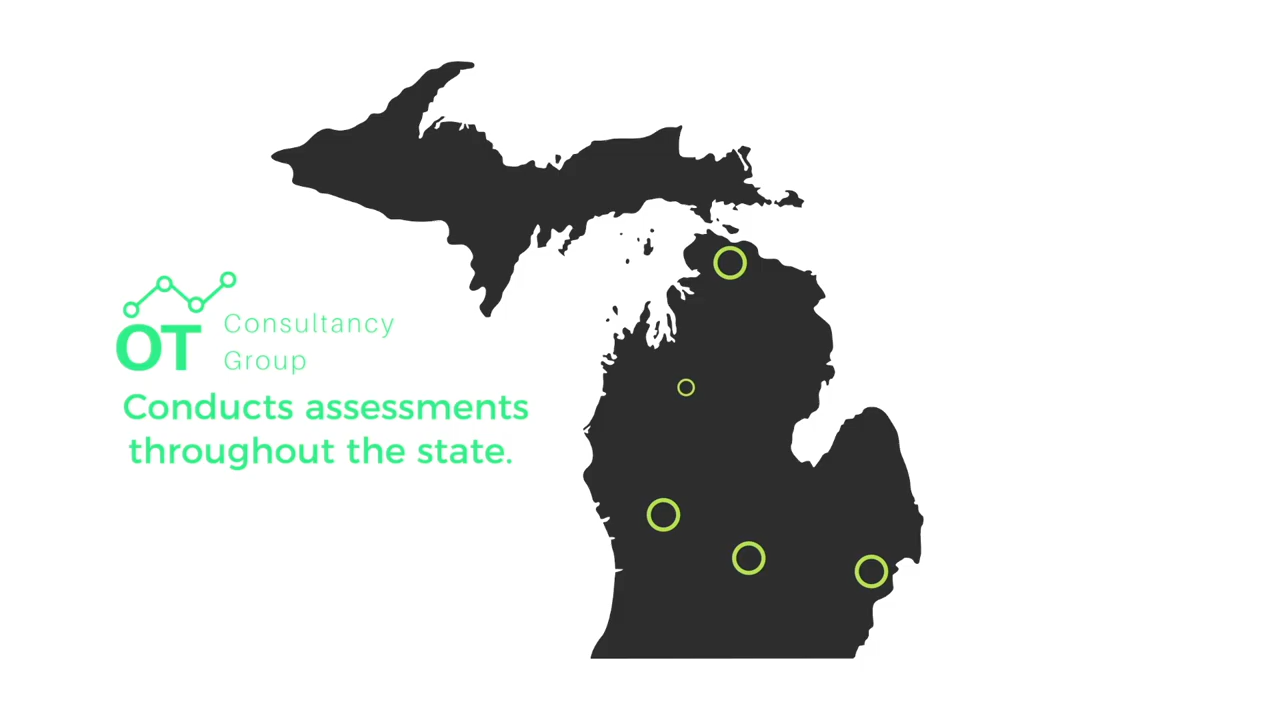 OT
Consultancy
Group
Conducts assessments
throughout the state.